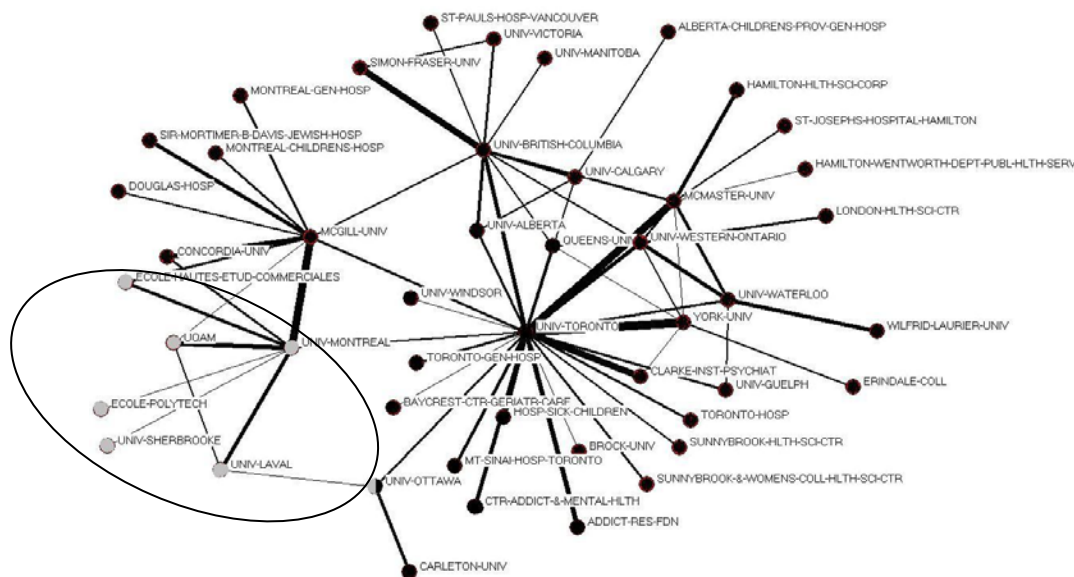 ST-PAULS-HOSP-VANCOUVER
UNIV-VICTORIA
ALBERTA-CHILDRENS-PROV-GEN-HOSP
UNIV-MANITOBA
SIMON-FRASER-UNIV
MONTREAL-GEN-HOSP
HAMILTON-HLTH-SCI-CORP
ST-JOSEPHS-HOSPITAL-HAMILTON
SIR-MORTIMER-B-DAVIS-JEWISH-HOSP
MONTREAL-CHILDRENS-HOSP
UNIV-BRITISH-COLUMBIA
HAMILTON-WENTWORTH-DEPT-PUBL-HLTH-SERV
UNIV-CALGARY
DOUGLAS-HOSP
MCMASTER-UNIV
LONDON-HLTH-SCI-CTR
UNIV-ALBERTA
MCGILL-UNIV
QUEENS-UNIV
UNIV-WESTERN-ONTARIO
CONCORDIA-UNIV
ECOLE-HAUTES-ETUD-COMMERCIALES
UNIV-WINDSOR
UNIV-WATERLOO
YORK-UNIV
UNIV-TORONTO
WILFRID-LAURIER-UNIV
UQAM
UNIV-MONTREAL
TORONTO-GEN-HOSP
CLARKE-INST-PSYCHIAT
UNIV-GUELPH
ERINDALE-COLL
ECOLE-POLYTECH
BAYCREST-CTR-GERIATR-CARE
HOSP-SICK-CHILDREN
TORONTO-HOSP
UNIV-SHERBROOKE
BROCK-UNIV
SUNNYBROOK-HLTH-SCI-CTR
MT-SINAI-HOSP-TORONTO
UNIV-LAVAL
UNIV-OTTAWA
SUNNYBROOK-&-WOMENS-COLL-HLTH-SCI-CTR
CTR-ADDICT-&-MENTAL-HLTH
ADDICT-RES-FDN
CARLETON-UNIV